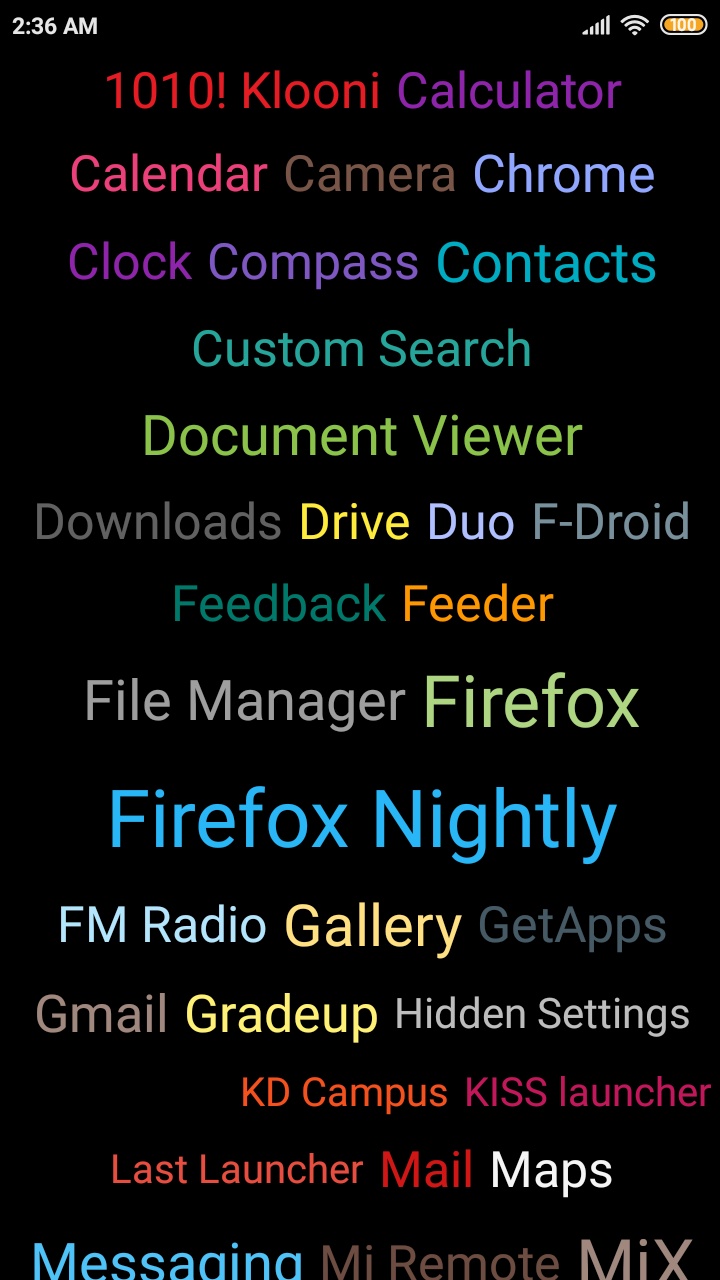 2:36 AM 100
1010! Klooni Calculator
Calendar Camera Chrome
Clock Compass Contacts
Custom Search
Document Viewer
Downloads Drive Duo F-Droid
Feedback Feeder
File Manager Firefox
Firefox Nightly
FM Radio Gallery GetApps
Gmail Gradeup Hidden Settings
KD Campus KISS launcher
Last Launcher Mail Maps
Messaging Mi Remote MiX